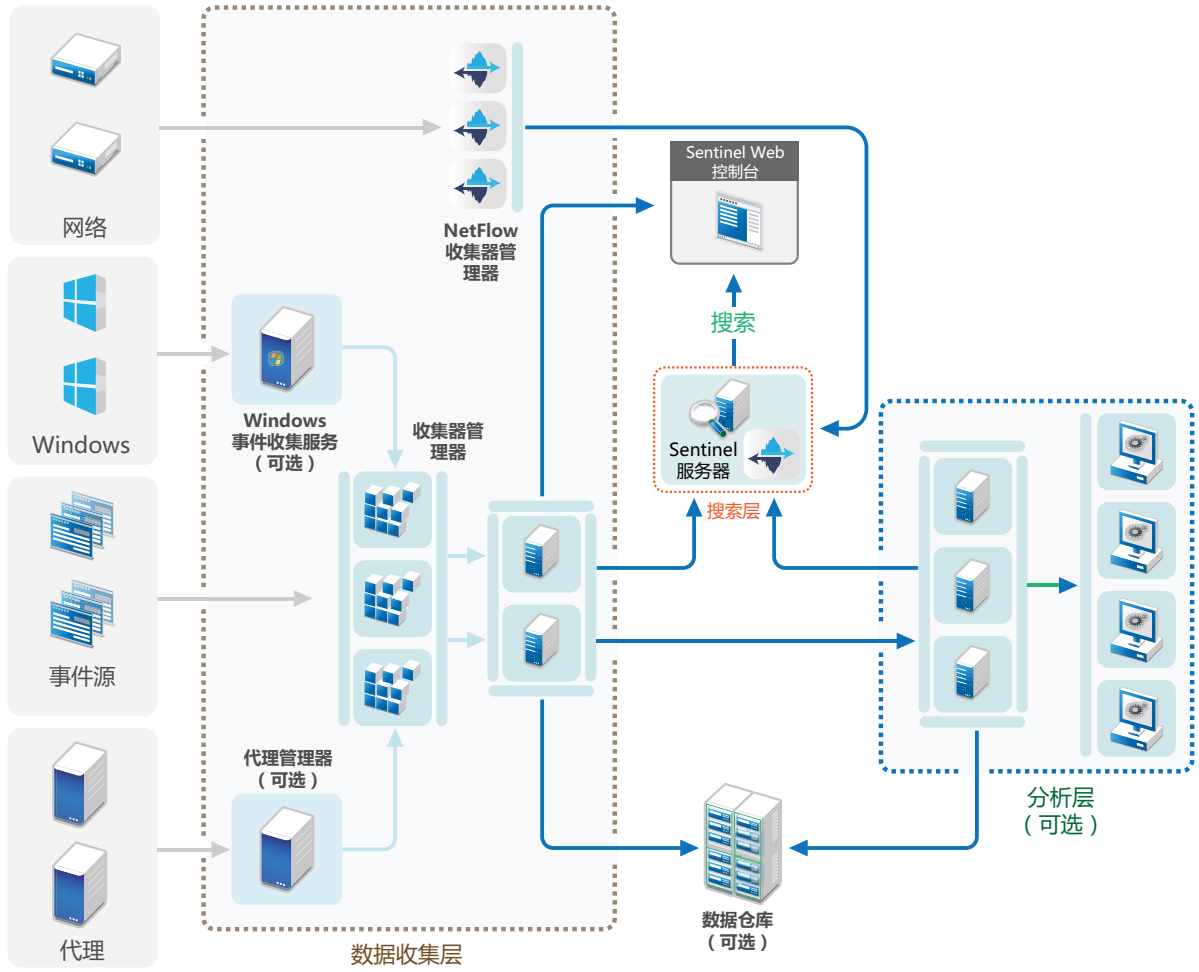 网络
NetFlow
收集器管
理器
Sentinel Web
控制台
搜索
Windows
Windows
事件收集服务
（可选）
收集器管
理器
Sentinel
服务器
搜索层
事件源
代理管理器
（可选）
代理
数据收集层
数据仓库
（可选）
分析层
（可选）